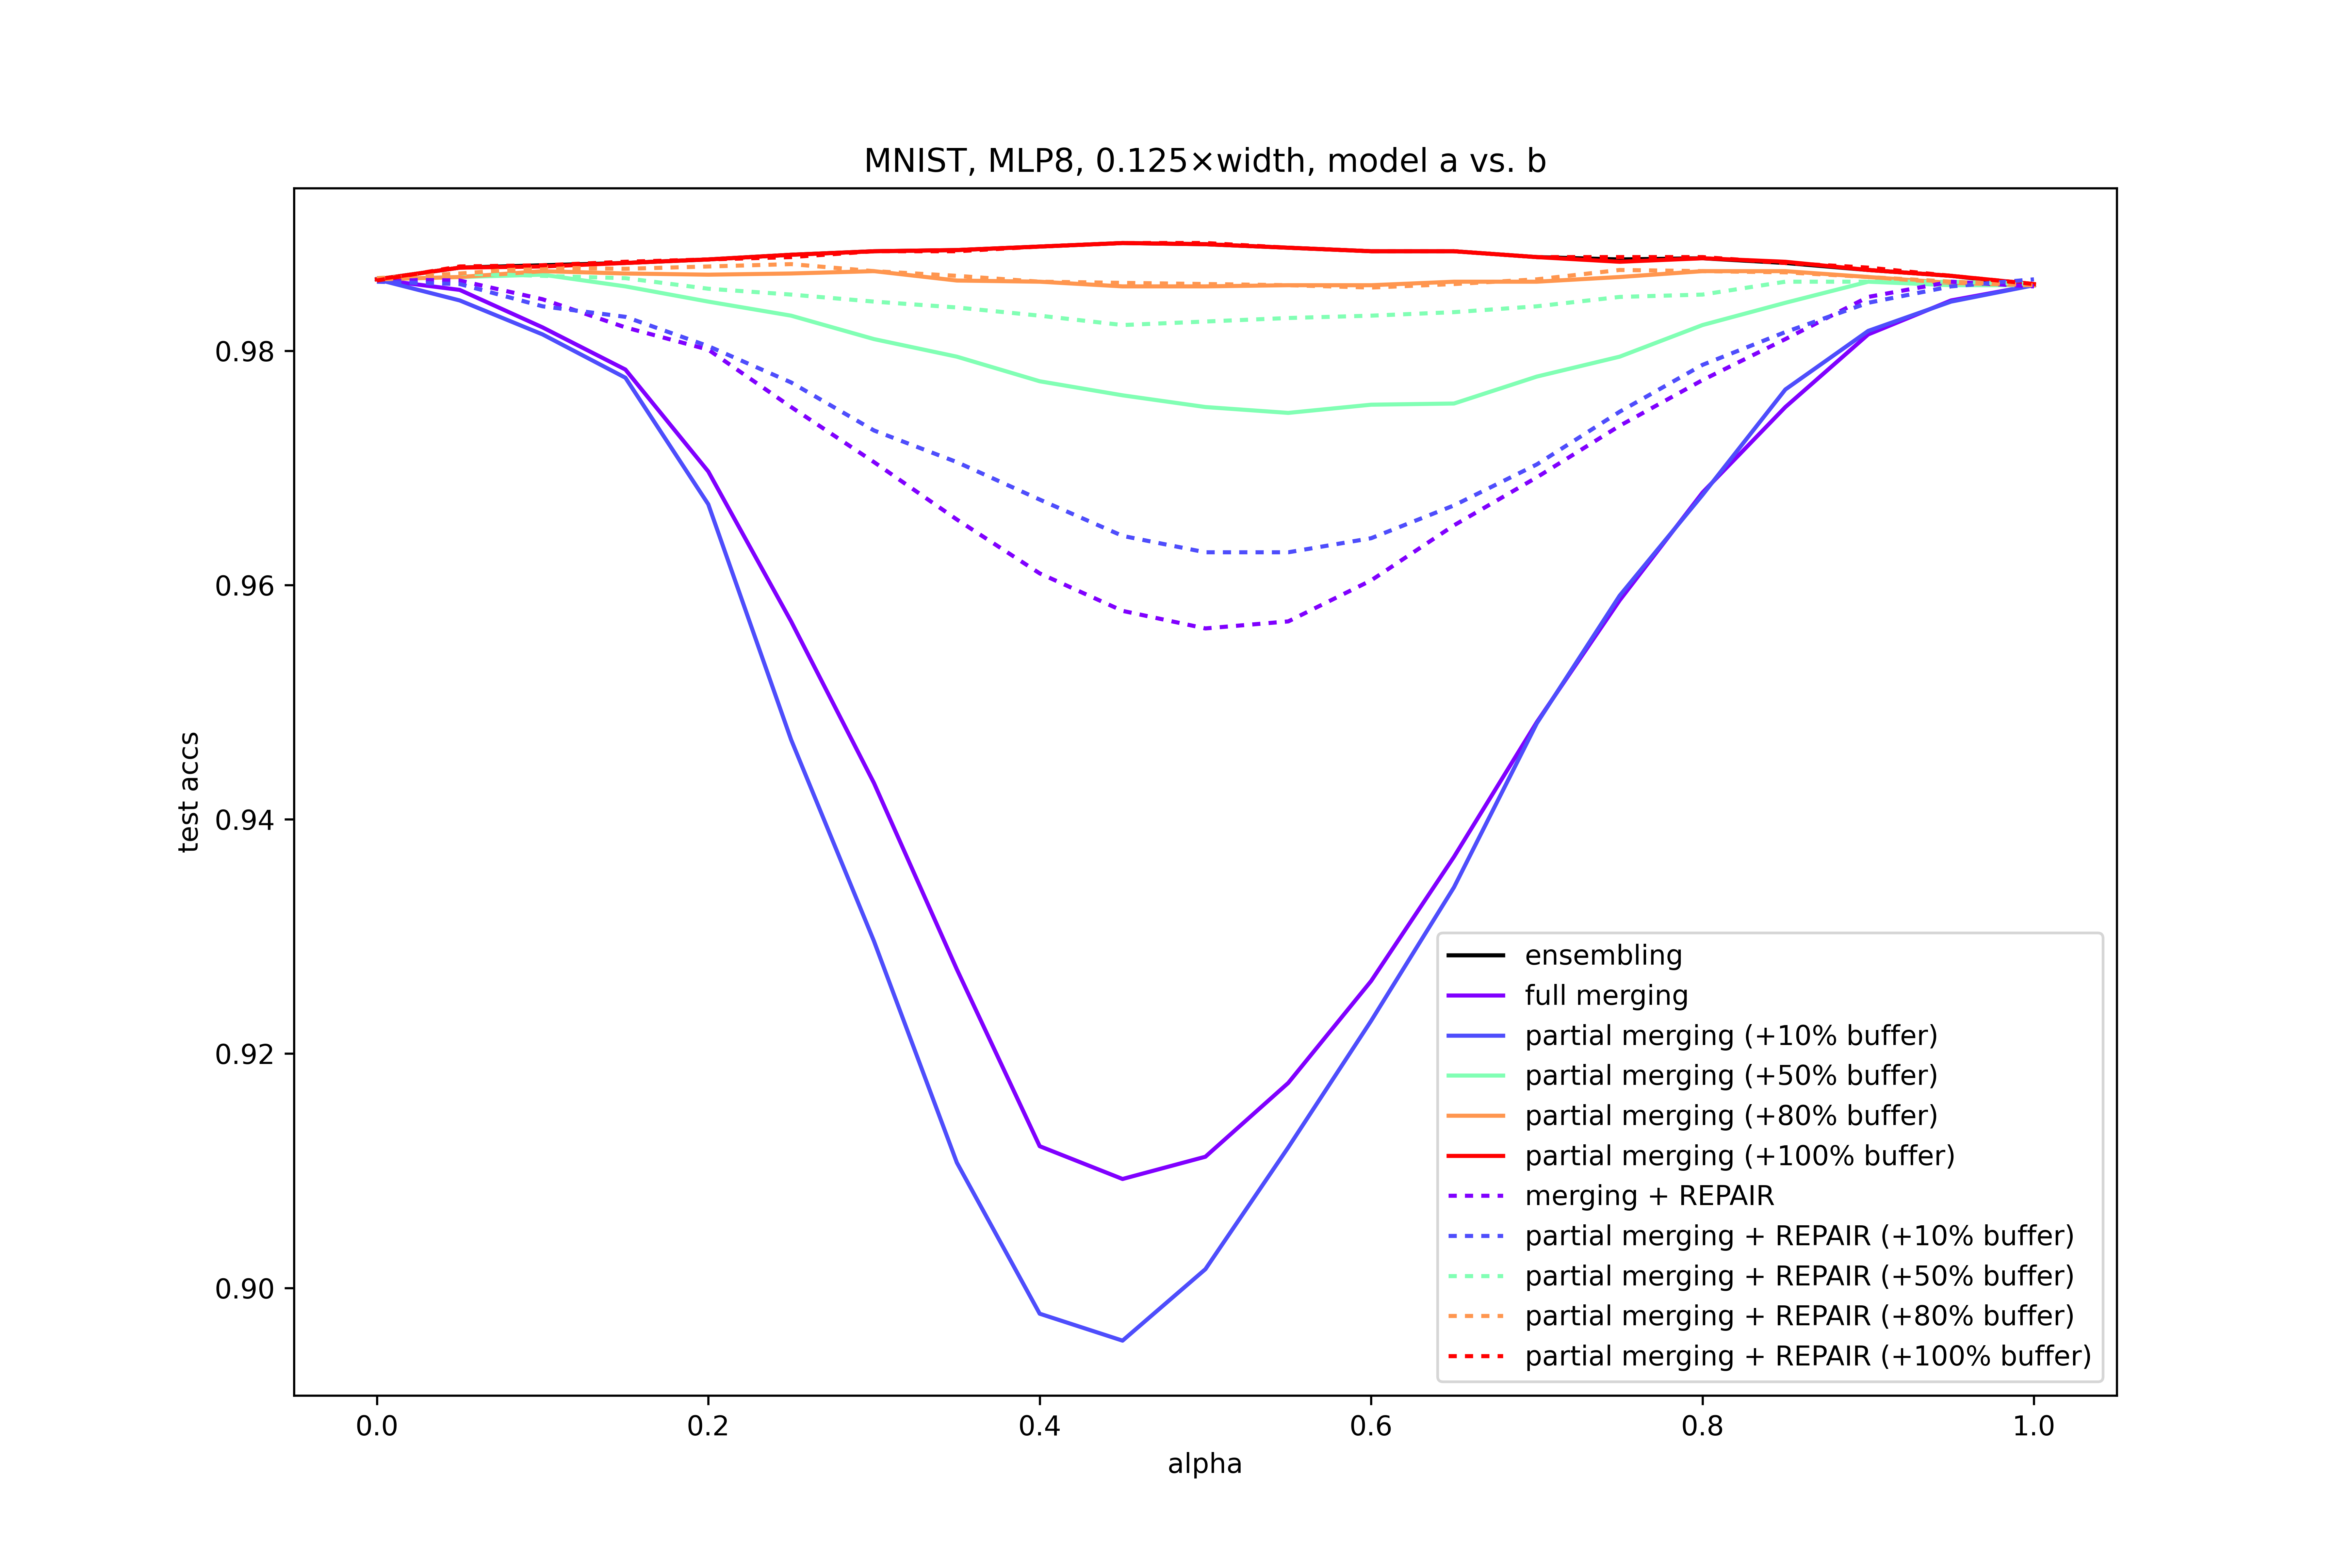 MNIST, MLP8, 0.125×width, model a vs. b
test accs
0.98
0.96
0.94
0.92
0.90
ensembling
full merging
partial merging (+10% buffer)
partial merging (+50% buffer)
partial merging (+80% buffer)
partial merging (+100% buffer)
merging + REPAIR
partial merging + REPAIR (+10% buffer)
partial merging + REPAIR (+50% buffer)
partial merging + REPAIR (+80% buffer)
partial merging + REPAIR (+100% buffer)
0.0 0.2 0.4 0.6 0.8 1.0
alpha